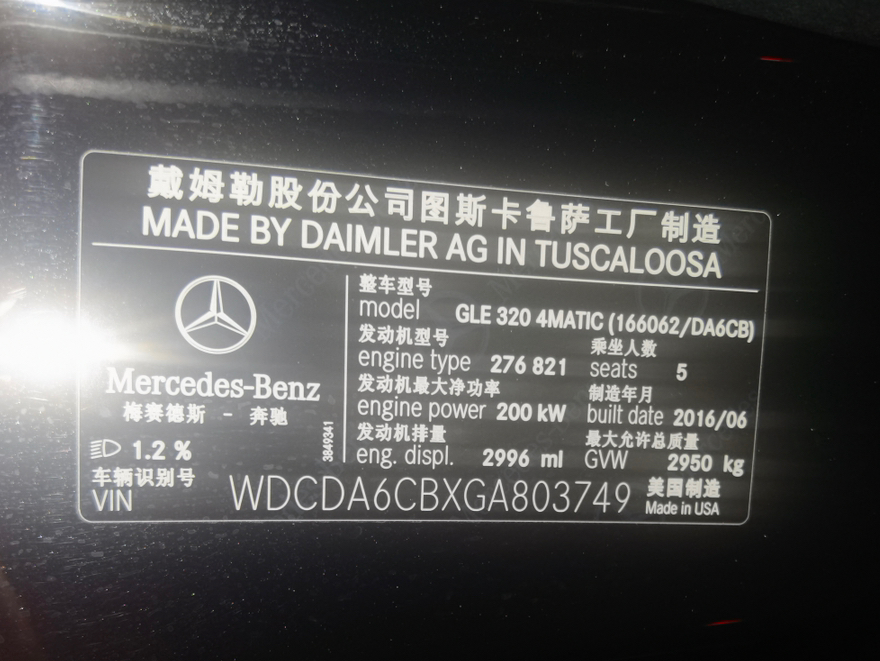 戴姆勒股份公司图斯卡鲁萨工厂制造
MADE BY DAIMLER AG IN TUSCALOOSA
Mercedes-Benz
梅赛德斯 - 奔驰
1.2 %
3849341
整车型号
model GLE 320 4MATIC (166062/DA6CB)
发动机型号 乘坐人数
engine type 276 821 seats 5
发动机最大净功率 制造年月
engine power 200 kW built date 2016/06
发动机排量 最大允许总质量
eng. displ. 2996 ml GVW 2950 kg
车辆识别号
VIN WDCDA6CBXGA803749
美国制造
Made in USA